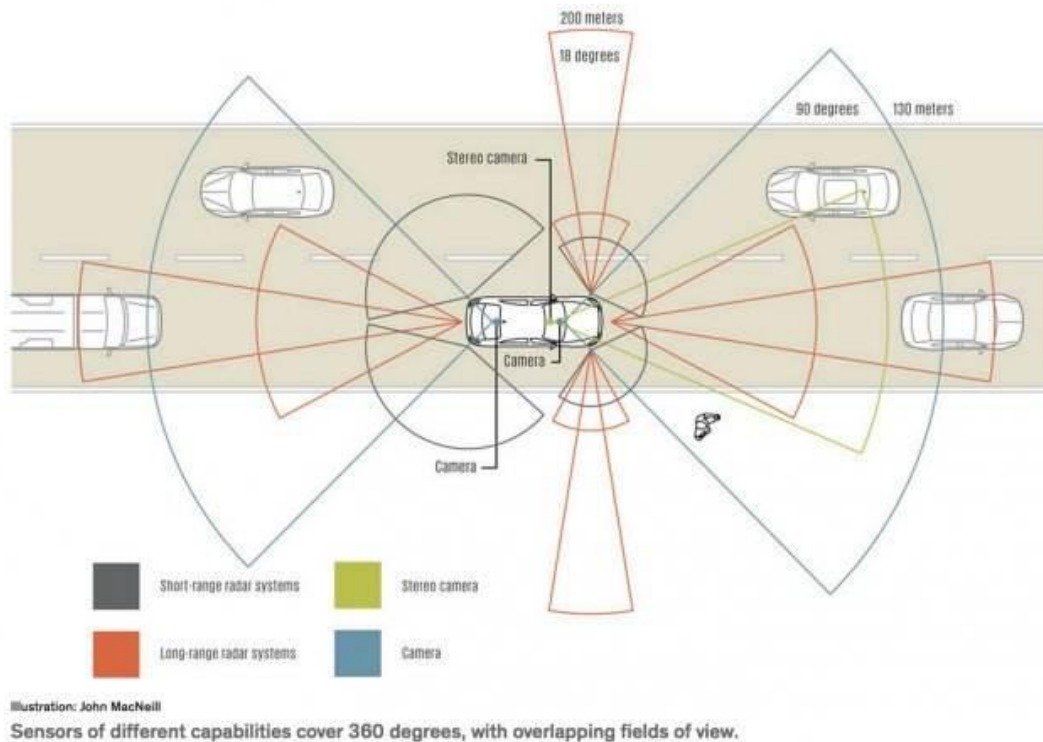 200 meters
18 degrees
90 degrees
130 meters
Stereo camera
Camera
Camera
Short-range radar systems
Stereo camera
Long-range radar systems
Camera
Illustration: John MacNeill
Sensors of different capabilities cover 360 degrees, with overlapping fields of view.